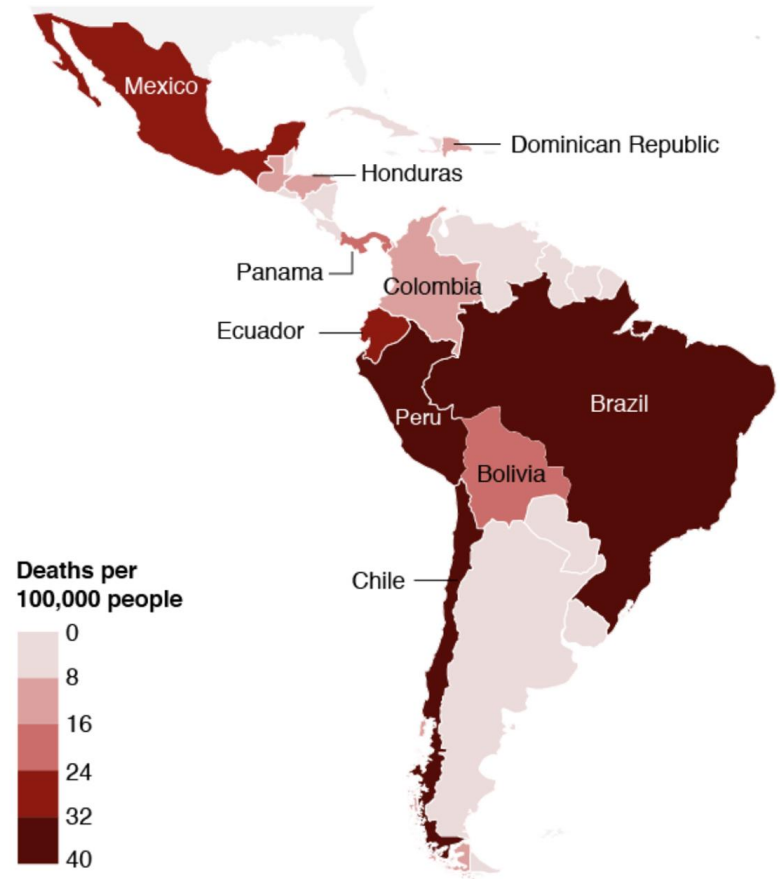 Mexico
Dominican Republic
Honduras
Panama
Colombia
Ecuador
Brazil
Peru
Bolivia
Chile
Deaths per
100,000 people
0
8
16
24
32
40